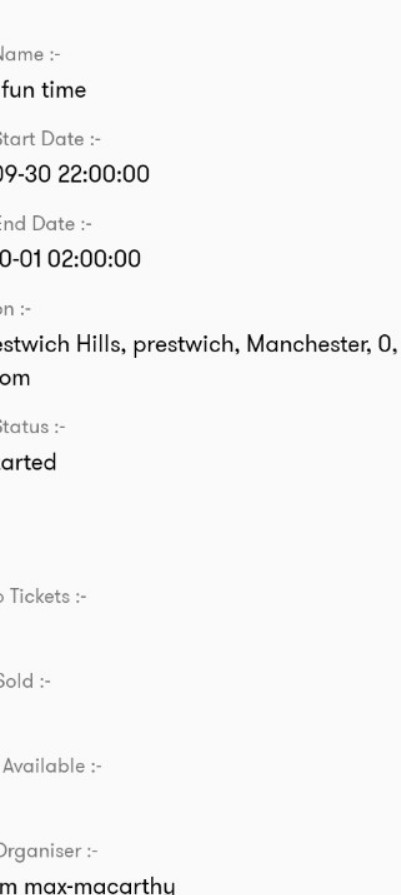 Name :-
fun time
Start Date :-
09-30 22:00:00
End Date :-
0-01 02:00:00
on :-
estwich Hills, prestwich, Manchester, 0,
om
Status :-
arted
o Tickets :-
Sold :-
Available :-
Organiser :-
m max-macarthy